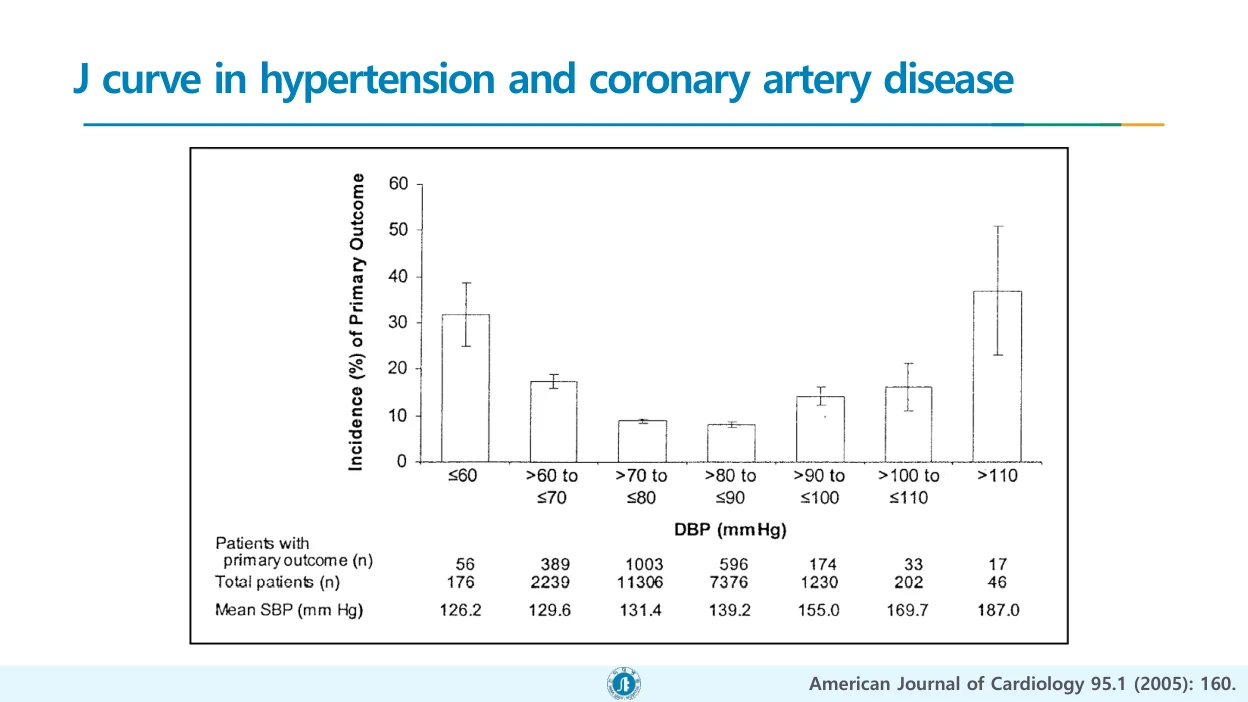 J curve in hypertension and coronary artery disease
Incidence (%) of Primary Outcome
60
50
40
30
20
10
0
≤60 >60 to >70 to >80 to >90 to >100 to >110
≤70 ≤80 ≤90 ≤100 ≤110
DBP (mmHg)
Patients with
primary outcome (n) 56 389 1003 596 174 33 17
Total patients (n) 176 2239 11306 7376 1230 202 46
Mean SBP (mm Hg) 126.2 129.6 131.4 139.2 155.0 169.7 187.0
American Journal of Cardiology 95.1 (2005): 160.